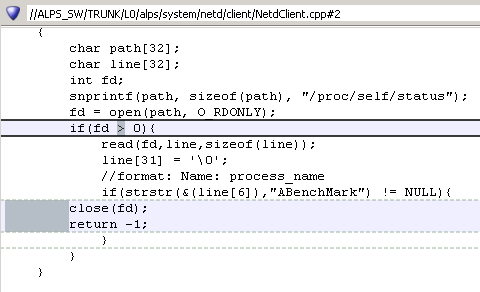 //ALPS_SW/TRUNK/L0/alps/system/netd/client/NetdClient.cpp#2
{
char path[32];
char line[32];
int fd;
snprintf(path, sizeof(path), "/proc/self/status");
fd = open(path, O_RDONLY);
if(fd > 0){
read(fd,line,sizeof(line));
line[31] = '\0';
//format: Name: process_name
if(strstr(&(line[6]),"ABenchMark") != NULL){
close(fd);
return -1;
}
}
}